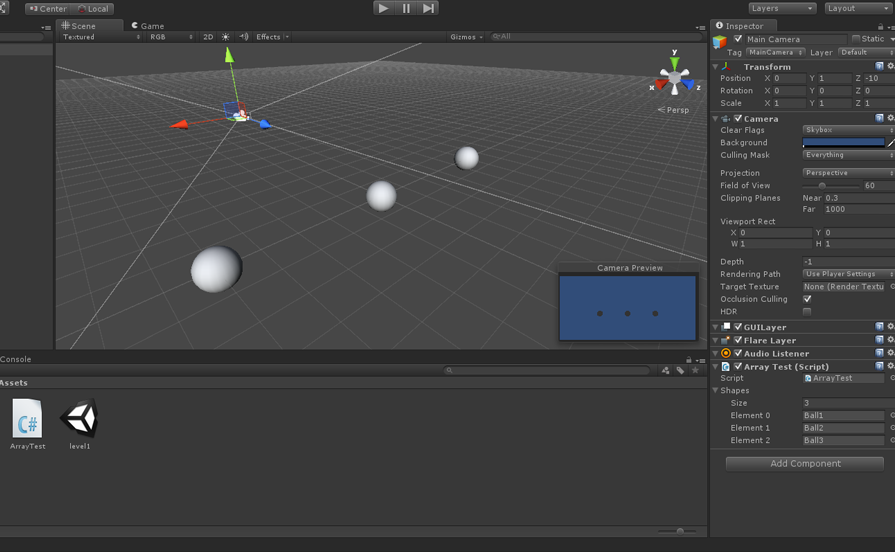 Center Local
Layers Layout
Scene Game
Textured RGB 2D Effects Gizmos All
y
x z
Persp
Camera Preview
Console
Assets
ArrayTest level1
Inspector
Main Camera Static
Tag MainCamera Layer Default
Transform
Position X 0 Y 1 Z -10
Rotation X 0 Y 0 Z 0
Scale X 1 Y 1 Z 1
Camera
Clear Flags Skybox
Background
Culling Mask Everything
Projection Perspective
Field of View 60
Clipping Planes Near 0.3
Far 1000
Viewport Rect
X 0 Y 0
W 1 H 1
Depth -1
Rendering Path Use Player Settings
Target Texture None (Render Textu
Occlusion Culling
HDR
GUILayer
Flare Layer
Audio Listener
Array Test (Script)
Script ArrayTest
Shapes
Size 3
Element 0 Ball1
Element 1 Ball2
Element 2 Ball3
Add Component